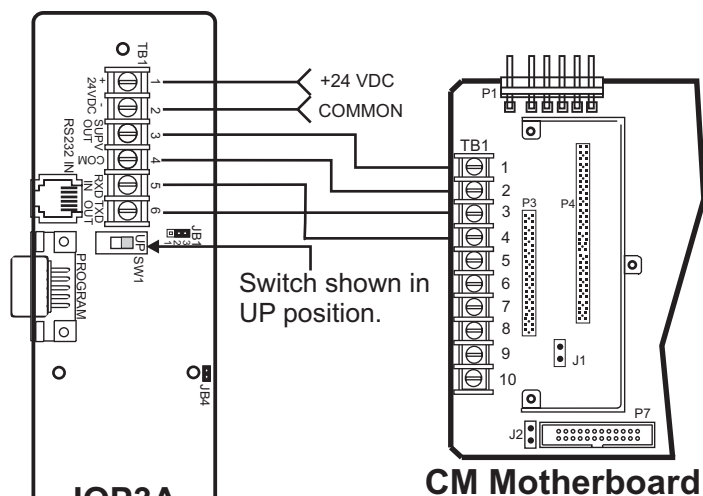 TB1
+
24VDC
-
1
2
3
4
5
6
SUPV
OUT
COM
RXD
IN
TXD
OUT
RS232 IN
JB1
1 2 3
UP
SW1
PROGRAM
JB4
+24 VDC
COMMON
Switch shown in
UP position.
P1
TB1
1
2
3
4
5
6
7
8
9
10
P3
P4
J1
J2
P7
CM Motherboard